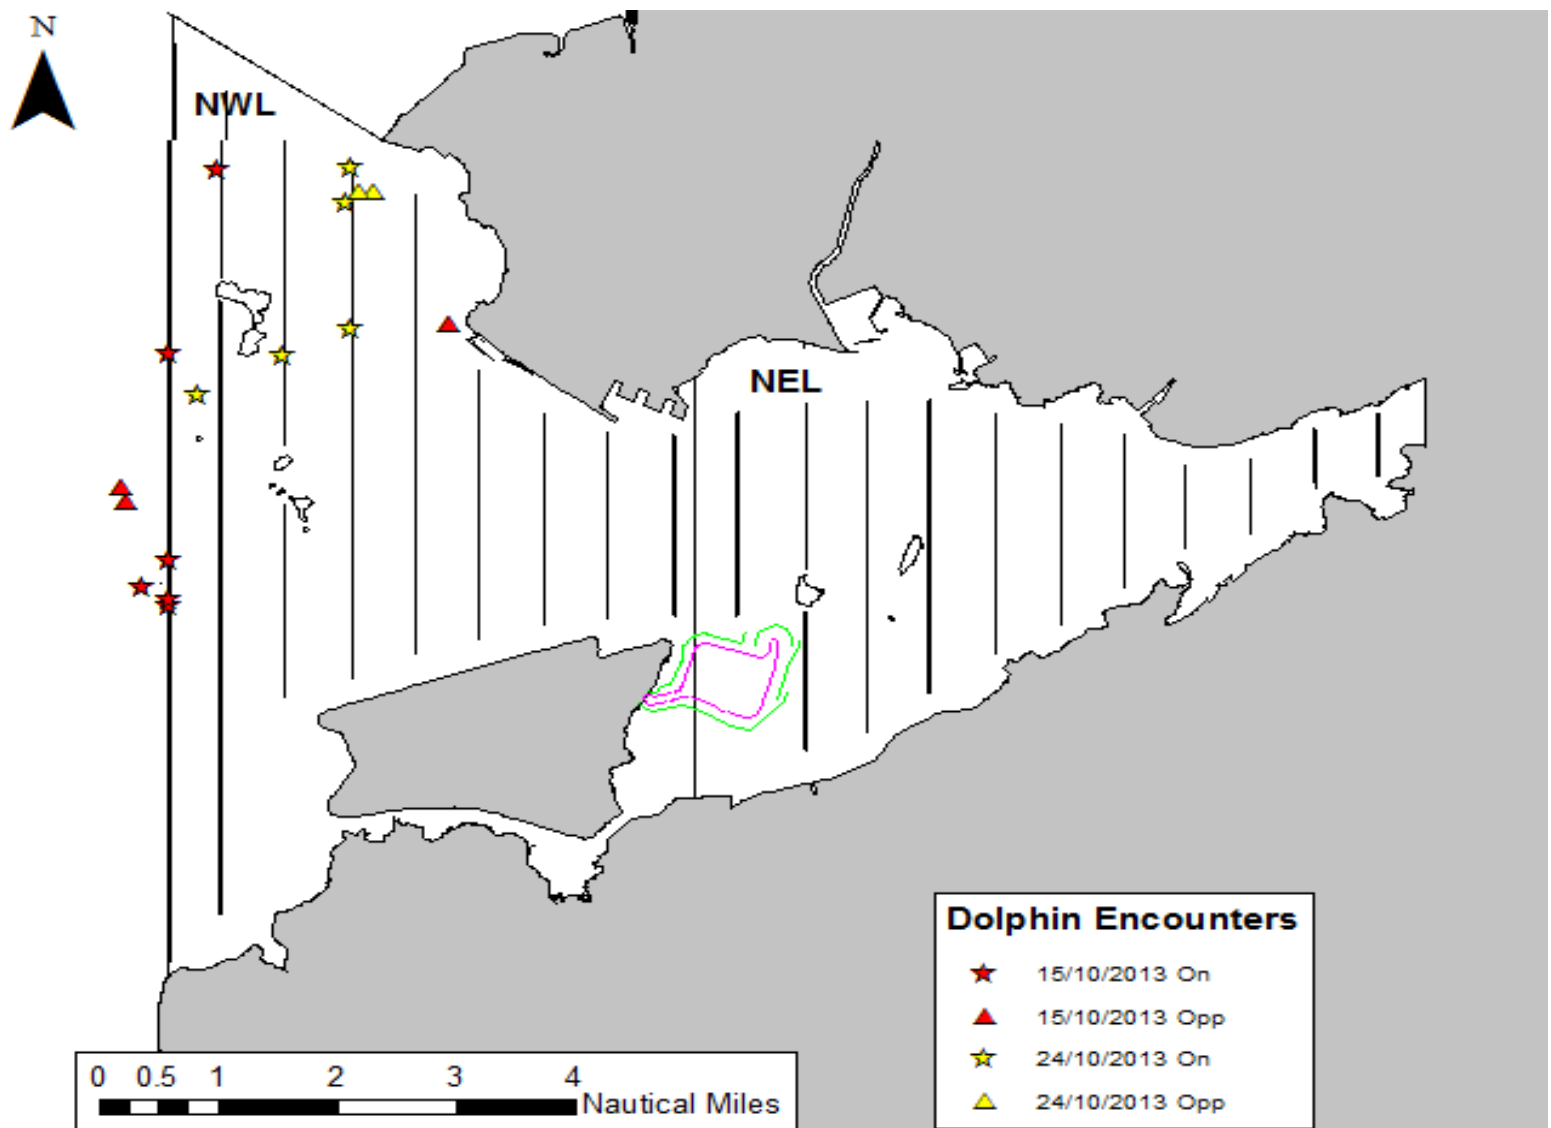 N
NWL
NEL
Dolphin Encounters
15/10/2013 On
15/10/2013 Opp
24/10/2013 On
24/10/2013 Opp
0 0.5 1 2 3 4
Nautical Miles